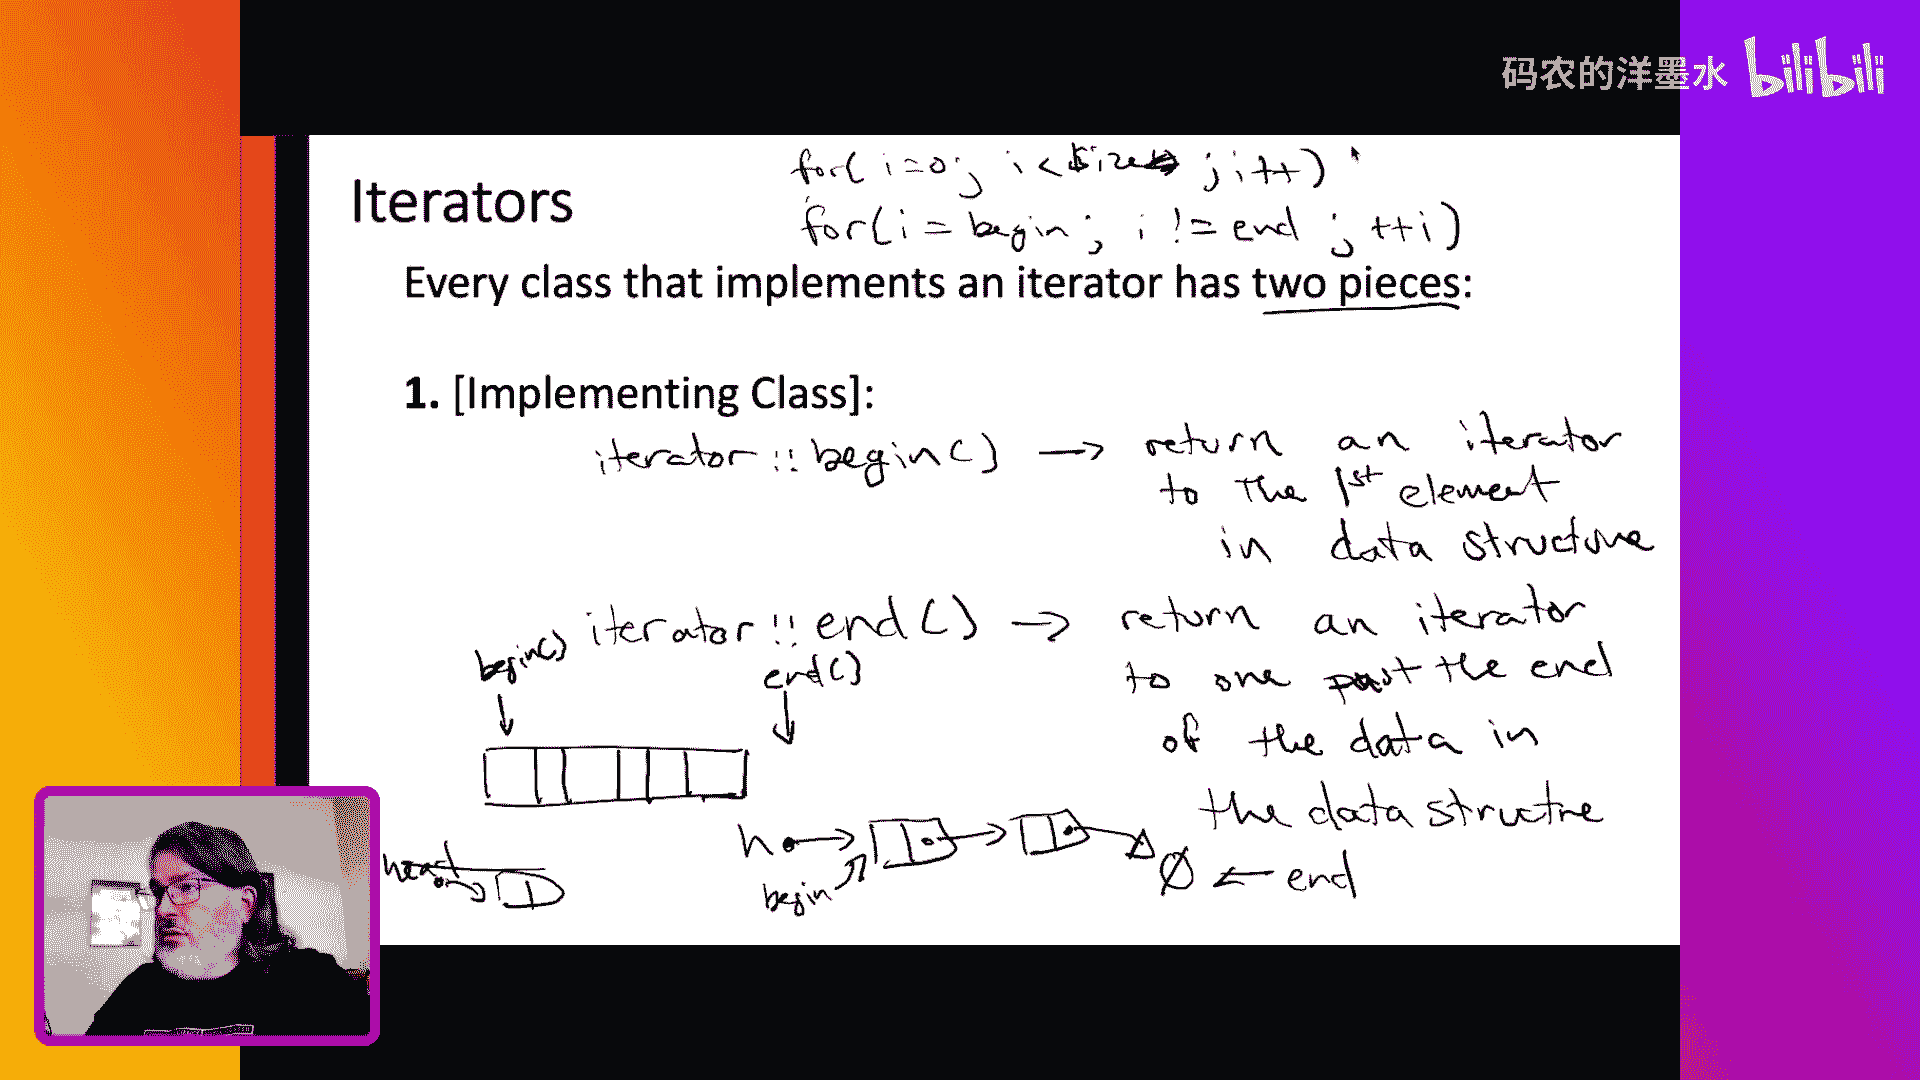 码农的洋墨水 bilibili
for( i=0; i<size ; i++)
Iterators
for(i = begin ; i != end ; ++i)
Every class that implements an iterator has two pieces:
1. [Implementing Class]:
iterator :: begin() → return an iterator
to the 1st element
in data structure
iterator :: end() → return an iterator
begin() end()
to one past the end
of the data in
the data structure
h
head
begin
∅ ← end